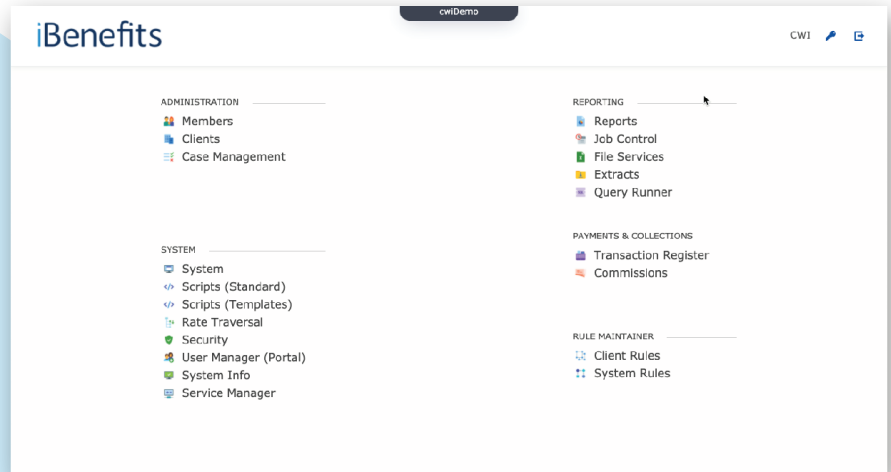 cwiDemo
iBenefits
CWI
ADMINISTRATION
Members
Clients
Case Management
SYSTEM
System
Scripts (Standard)
Scripts (Templates)
Rate Traversal
Security
User Manager (Portal)
System Info
Service Manager
REPORTING
Reports
Job Control
File Services
Extracts
Query Runner
PAYMENTS & COLLECTIONS
Transaction Register
Commissions
RULE MAINTAINER
Client Rules
System Rules